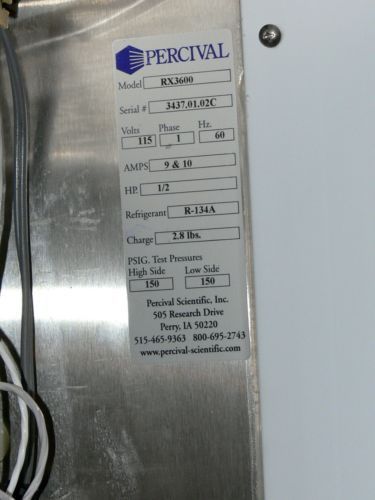 PERCIVAL
Model RX3600
Serial # 3437.01.02C
Volts Phase Hz.
115 1 60
AMPS 9 & 10
HP. 1/2
Refrigerant R-134A
Charge 2.8 lbs.
PSIG. Test Pressures
High Side Low Side
150 150
Percival Scientific, Inc.
505 Research Drive
Perry, IA 50220
515-465-9363 800-695-2743
www.percival-scientific.com